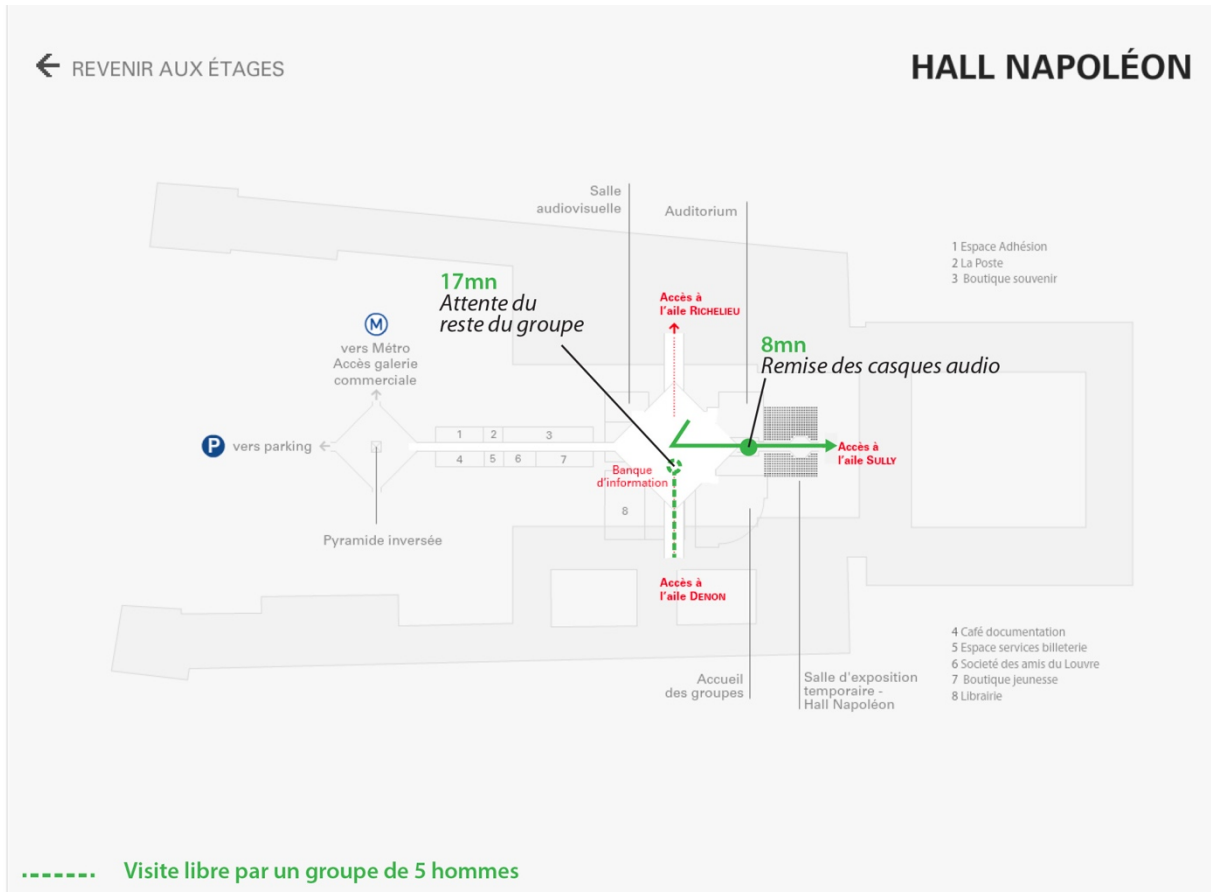 REVENIR AUX ÉTAGES
HALL NAPOLÉON
Salle
audiovisuelle
Auditorium
1 Espace Adhésion
2 La Poste
3 Boutique souvenir
17mn
Attente du
reste du groupe
Accès à
l'aile RICHELIEU
M
vers Métro
Accès galerie
commerciale
8mn
Remise des casques audio
P vers parking
1 2 3
4 5 6 7
Accès à
l'aile SULLY
Banque
d'information
8
Pyramide inversée
Accès à
l'aile DENON
4 Café documentation
5 Espace services billeterie
6 Societé des amis du Louvre
7 Boutique jeunesse
8 Librairie
Accueil
des groupes
Salle d'exposition
temporaire -
Hall Napoléon
Visite libre par un groupe de 5 hommes